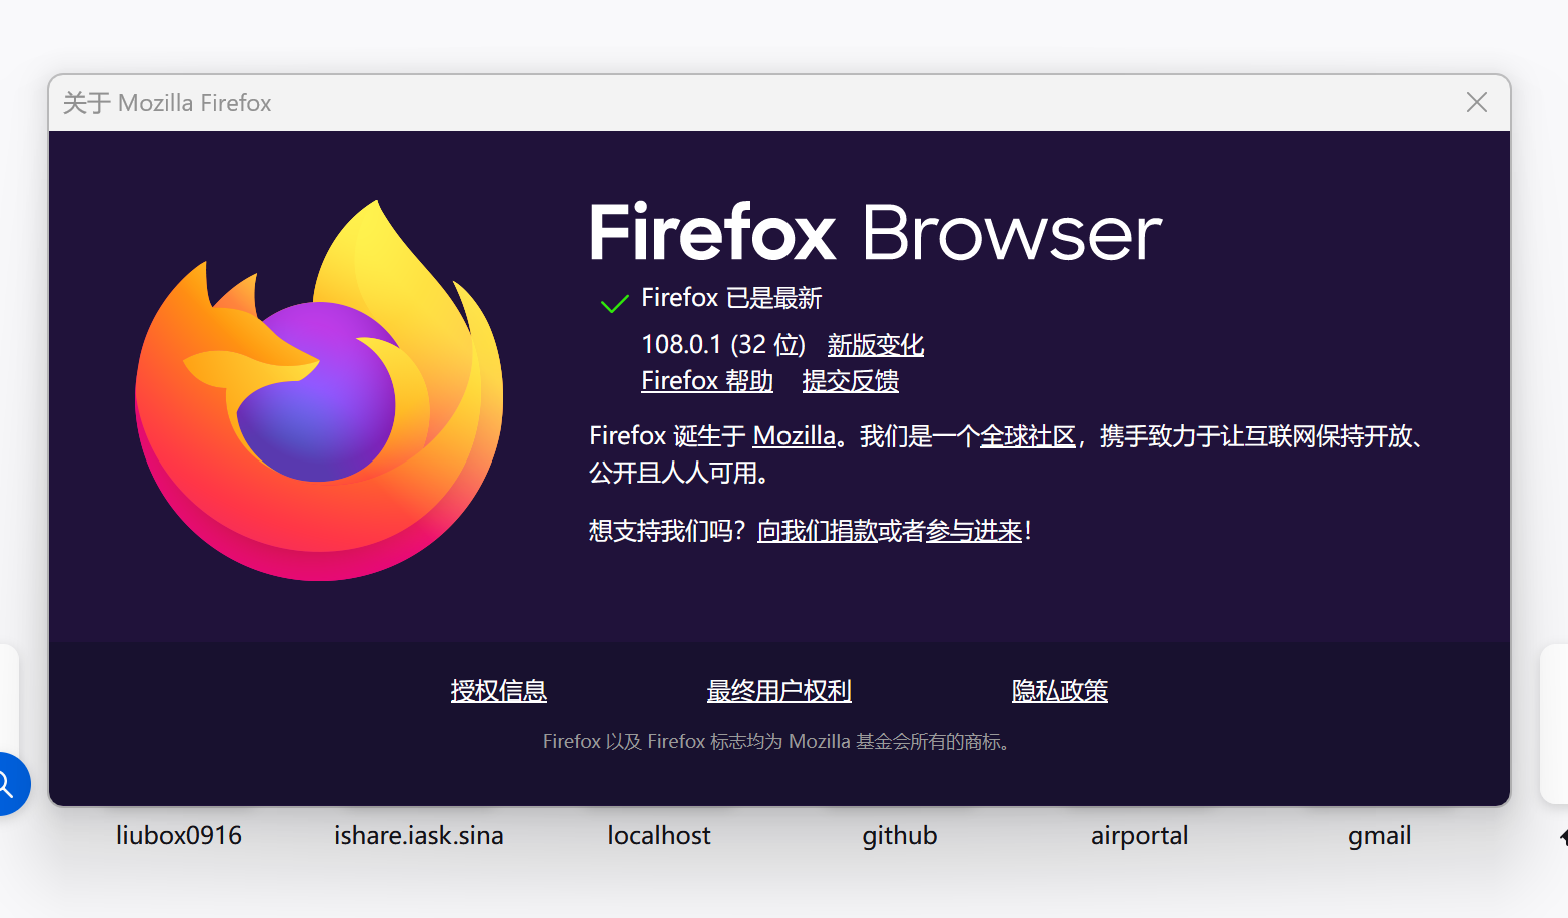 关于 Mozilla Firefox
Firefox Browser
Firefox 已是最新
108.0.1 (32 位) 新版变化
Firefox 帮助 提交反馈
Firefox 诞生于 Mozilla。我们是一个全球社区，携手致力于让互联网保持开放、
公开且人人可用。
想支持我们吗？向我们捐款或者参与进来！
授权信息 最终用户权利 隐私政策
Firefox 以及 Firefox 标志均为 Mozilla 基金会所有的商标。
liubox0916 ishare.iask.sina localhost github airportal gmail